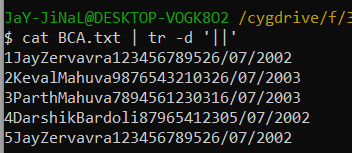 JaY-JiNaL@DESKTOP-VOGK8O2 /cygdrive/f/3
$ cat BCA.txt | tr -d '||'
1JayZervavra123456789526/07/2002
2KevalMahuva9876543210326/07/2003
3ParthMahuva7894561230316/07/2003
4DarshikBardoli87965412305/07/2002
5JayZervavra123456789526/07/2002